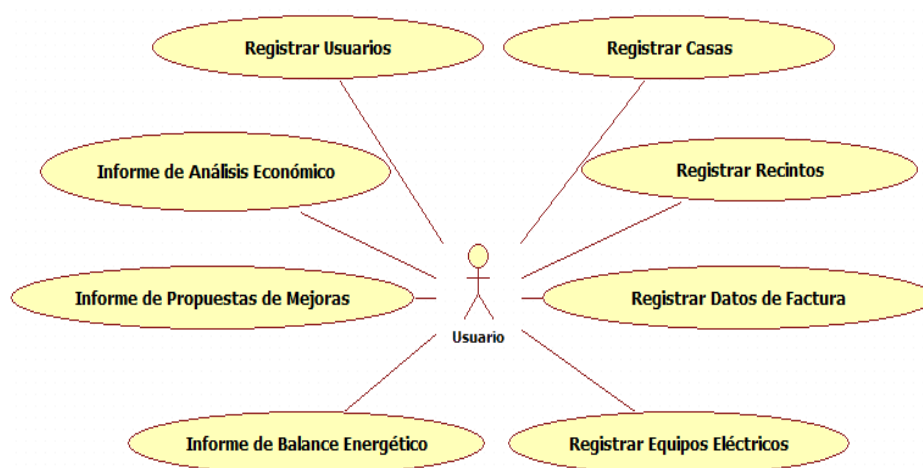 Registrar Usuarios
Registrar Casas
Informe de Análisis Económico
Registrar Recintos
Informe de Propuestas de Mejoras
Registrar Datos de Factura
Usuario
Informe de Balance Energético
Registrar Equipos Eléctricos